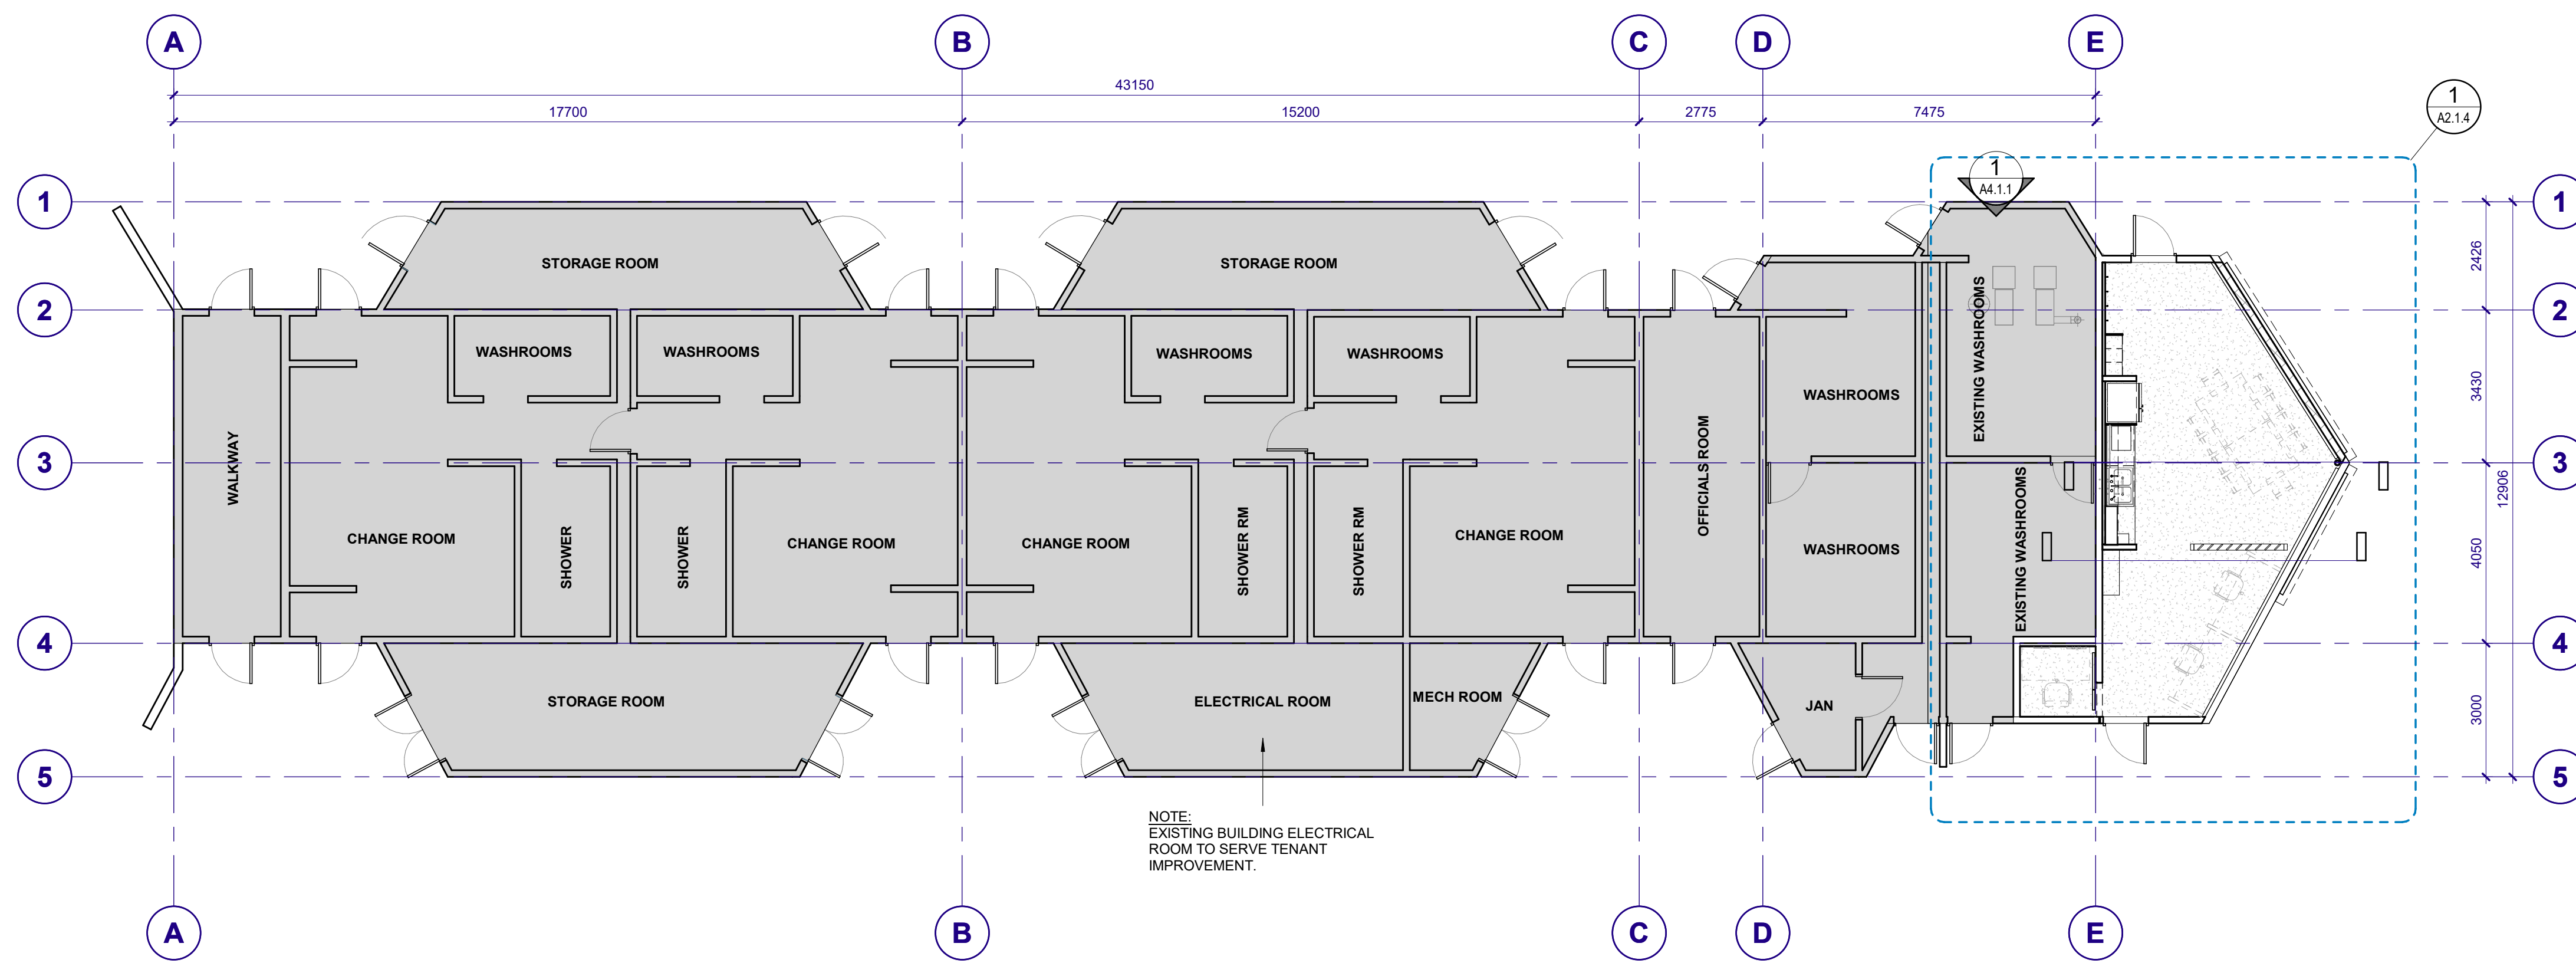 A B C D E
43150
17700 15200 2775 7475
1
A2.1.4
1
A4.1.1
1 1
2426
STORAGE ROOM STORAGE ROOM
2 2
EXISTING WASHROOMS
WASHROOMS WASHROOMS WASHROOMS WASHROOMS
3430
WASHROOMS
3 3
WALKWAY
OFFICIALS ROOM
12906
CHANGE ROOM CHANGE ROOM CHANGE ROOM CHANGE ROOM
SHOWER SHOWER SHOWER RM SHOWER RM
WASHROOMS
EXISTING WASHROOMS
4050
4 4
STORAGE ROOM ELECTRICAL ROOM MECH ROOM JAN
3000
5 5
NOTE:
EXISTING BUILDING ELECTRICAL
ROOM TO SERVE TENANT
IMPROVEMENT.
A B C D E